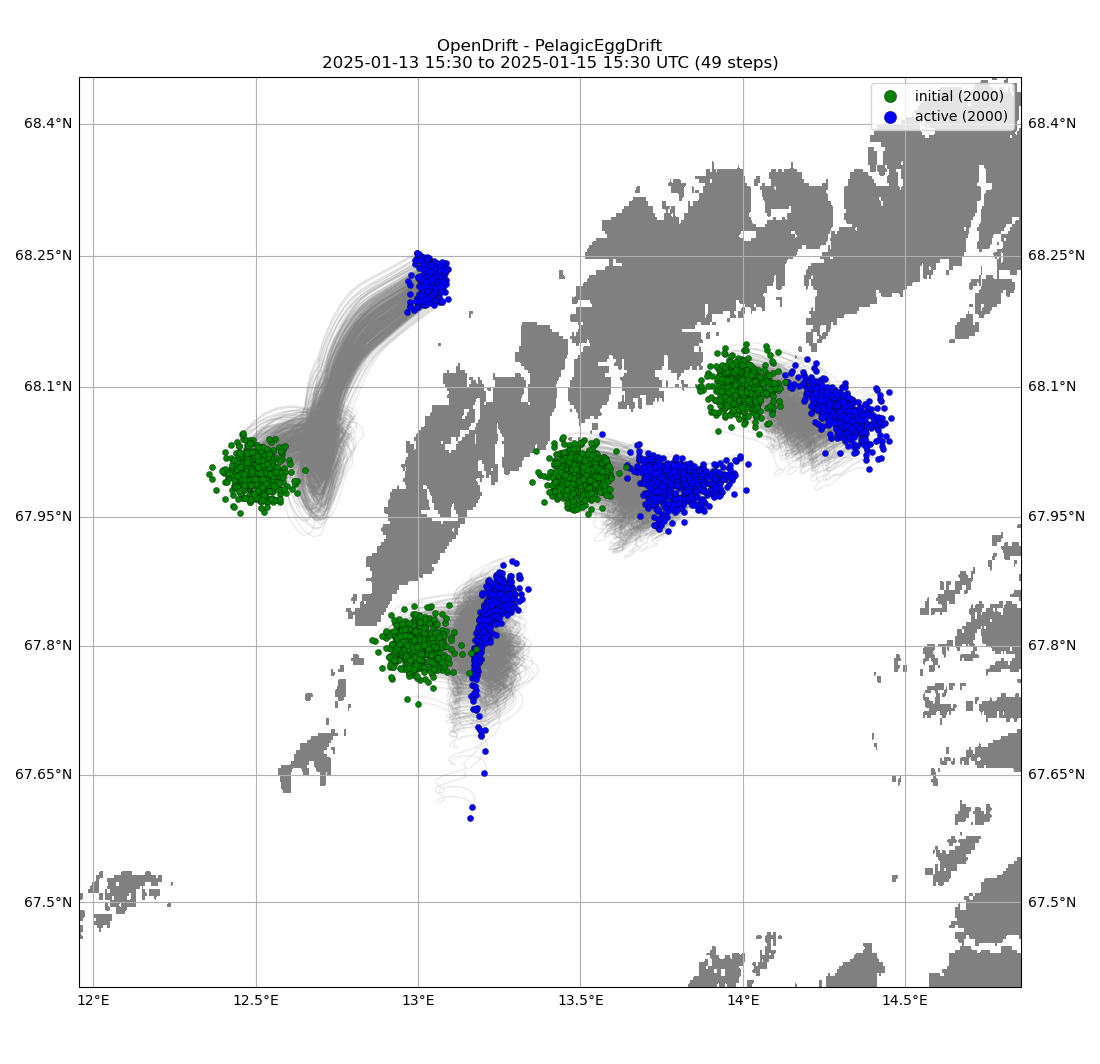 OpenDrift - PelagicEggDrift
2025-01-13 15:30 to 2025-01-15 15:30 UTC (49 steps)
initial (2000)
active (2000)
68.4°N
68.4°N
68.25°N
68.25°N
68.1°N
68.1°N
67.95°N
67.95°N
67.8°N
67.8°N
67.65°N
67.65°N
67.5°N
67.5°N
12°E
12.5°E
13°E
13.5°E
14°E
14.5°E